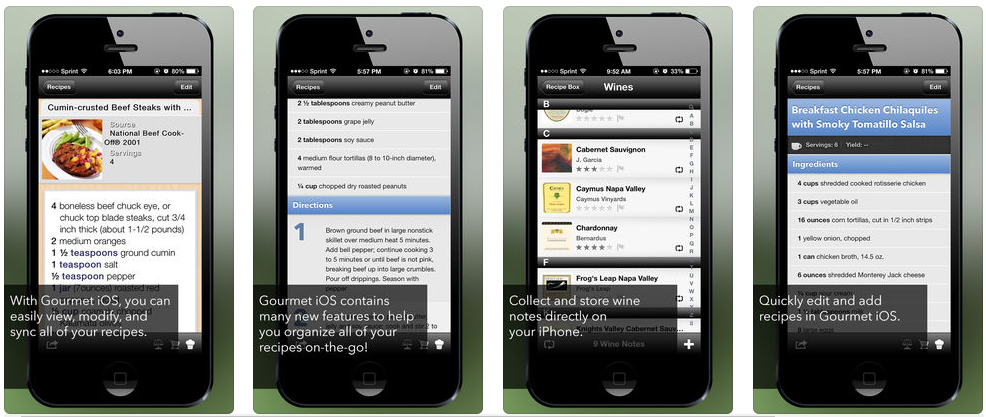 Sprint 6:03 PM 80%
Recipes Edit
Cumin-crusted Beef Steaks with ...
Source
National Beef Cook-
Off® 2001
Servings
4
4 boneless beef chuck eye, or
chuck top blade steaks, cut 3/4
inch thick (about 1-1/2 pounds)
2 medium oranges
1 ½ teaspoons ground cumin
1 teaspoon salt
½ teaspoon pepper
1 jar (7ounces) roasted red
With Gourmet iOS, you can
easily view, modify, and
sync all of your recipes.
Sprint 5:57 PM 81%
Recipes Edit
2 ½ tablespoons creamy peanut butter
2 tablespoons grape jelly
2 tablespoons soy sauce
4 medium flour tortillas (8 to 10-inch diameter),
warmed
¼ cup chopped dry roasted peanuts
Directions
1
Brown ground beef in large nonstick
skillet over medium heat 5 minutes.
Add bell pepper; continue cooking 3
to 5 minutes or until beef is not pink,
breaking beef up into large crumbles.
Pour off drippings. Season with
pepper
2
Gourmet iOS contains
many new features to help
you organize all of your
recipes on-the-go!
Sprint 9:52 AM 33%
Recipe Box Wines
B
C
Cabernet Sauvignon
J. Garcia
Caymus Napa Valley
Caymus Vinyards
Chardonnay
Bernardus
F
Frog's Leap Napa Valley
Frog's Leap
Knights Valley Cabernet Sauv...
9 Wine Notes
Collect and store wine
notes directly on
your iPhone.
Sprint 5:57 PM 81%
Recipes Edit
Breakfast Chicken Chilaquiles
with Smoky Tomatillo Salsa
Servings: 6 Yield: --
Ingredients
4 cups shredded cooked rotisserie chicken
3 cups vegetable oil
16 ounces corn tortillas, cut in 1/2 inch strips
1 yellow onion, chopped
1 can chicken broth, 14.5 oz.
6 ounces shredded Monterey Jack cheese
Quickly edit and add
recipes in Gourmet iOS.